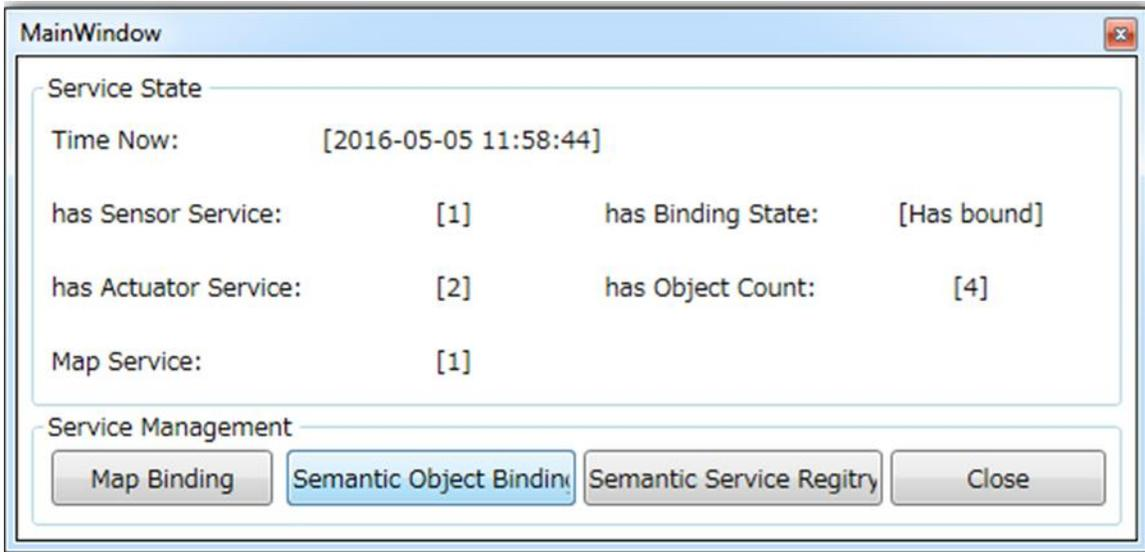 MainWindow
Service State
Time Now: [2016-05-05 11:58:44]
has Sensor Service: [1] has Binding State: [Has bound]
has Actuator Service: [2] has Object Count: [4]
Map Service: [1]
Service Management
Map Binding Semantic Object Binding Semantic Service Regitry Close